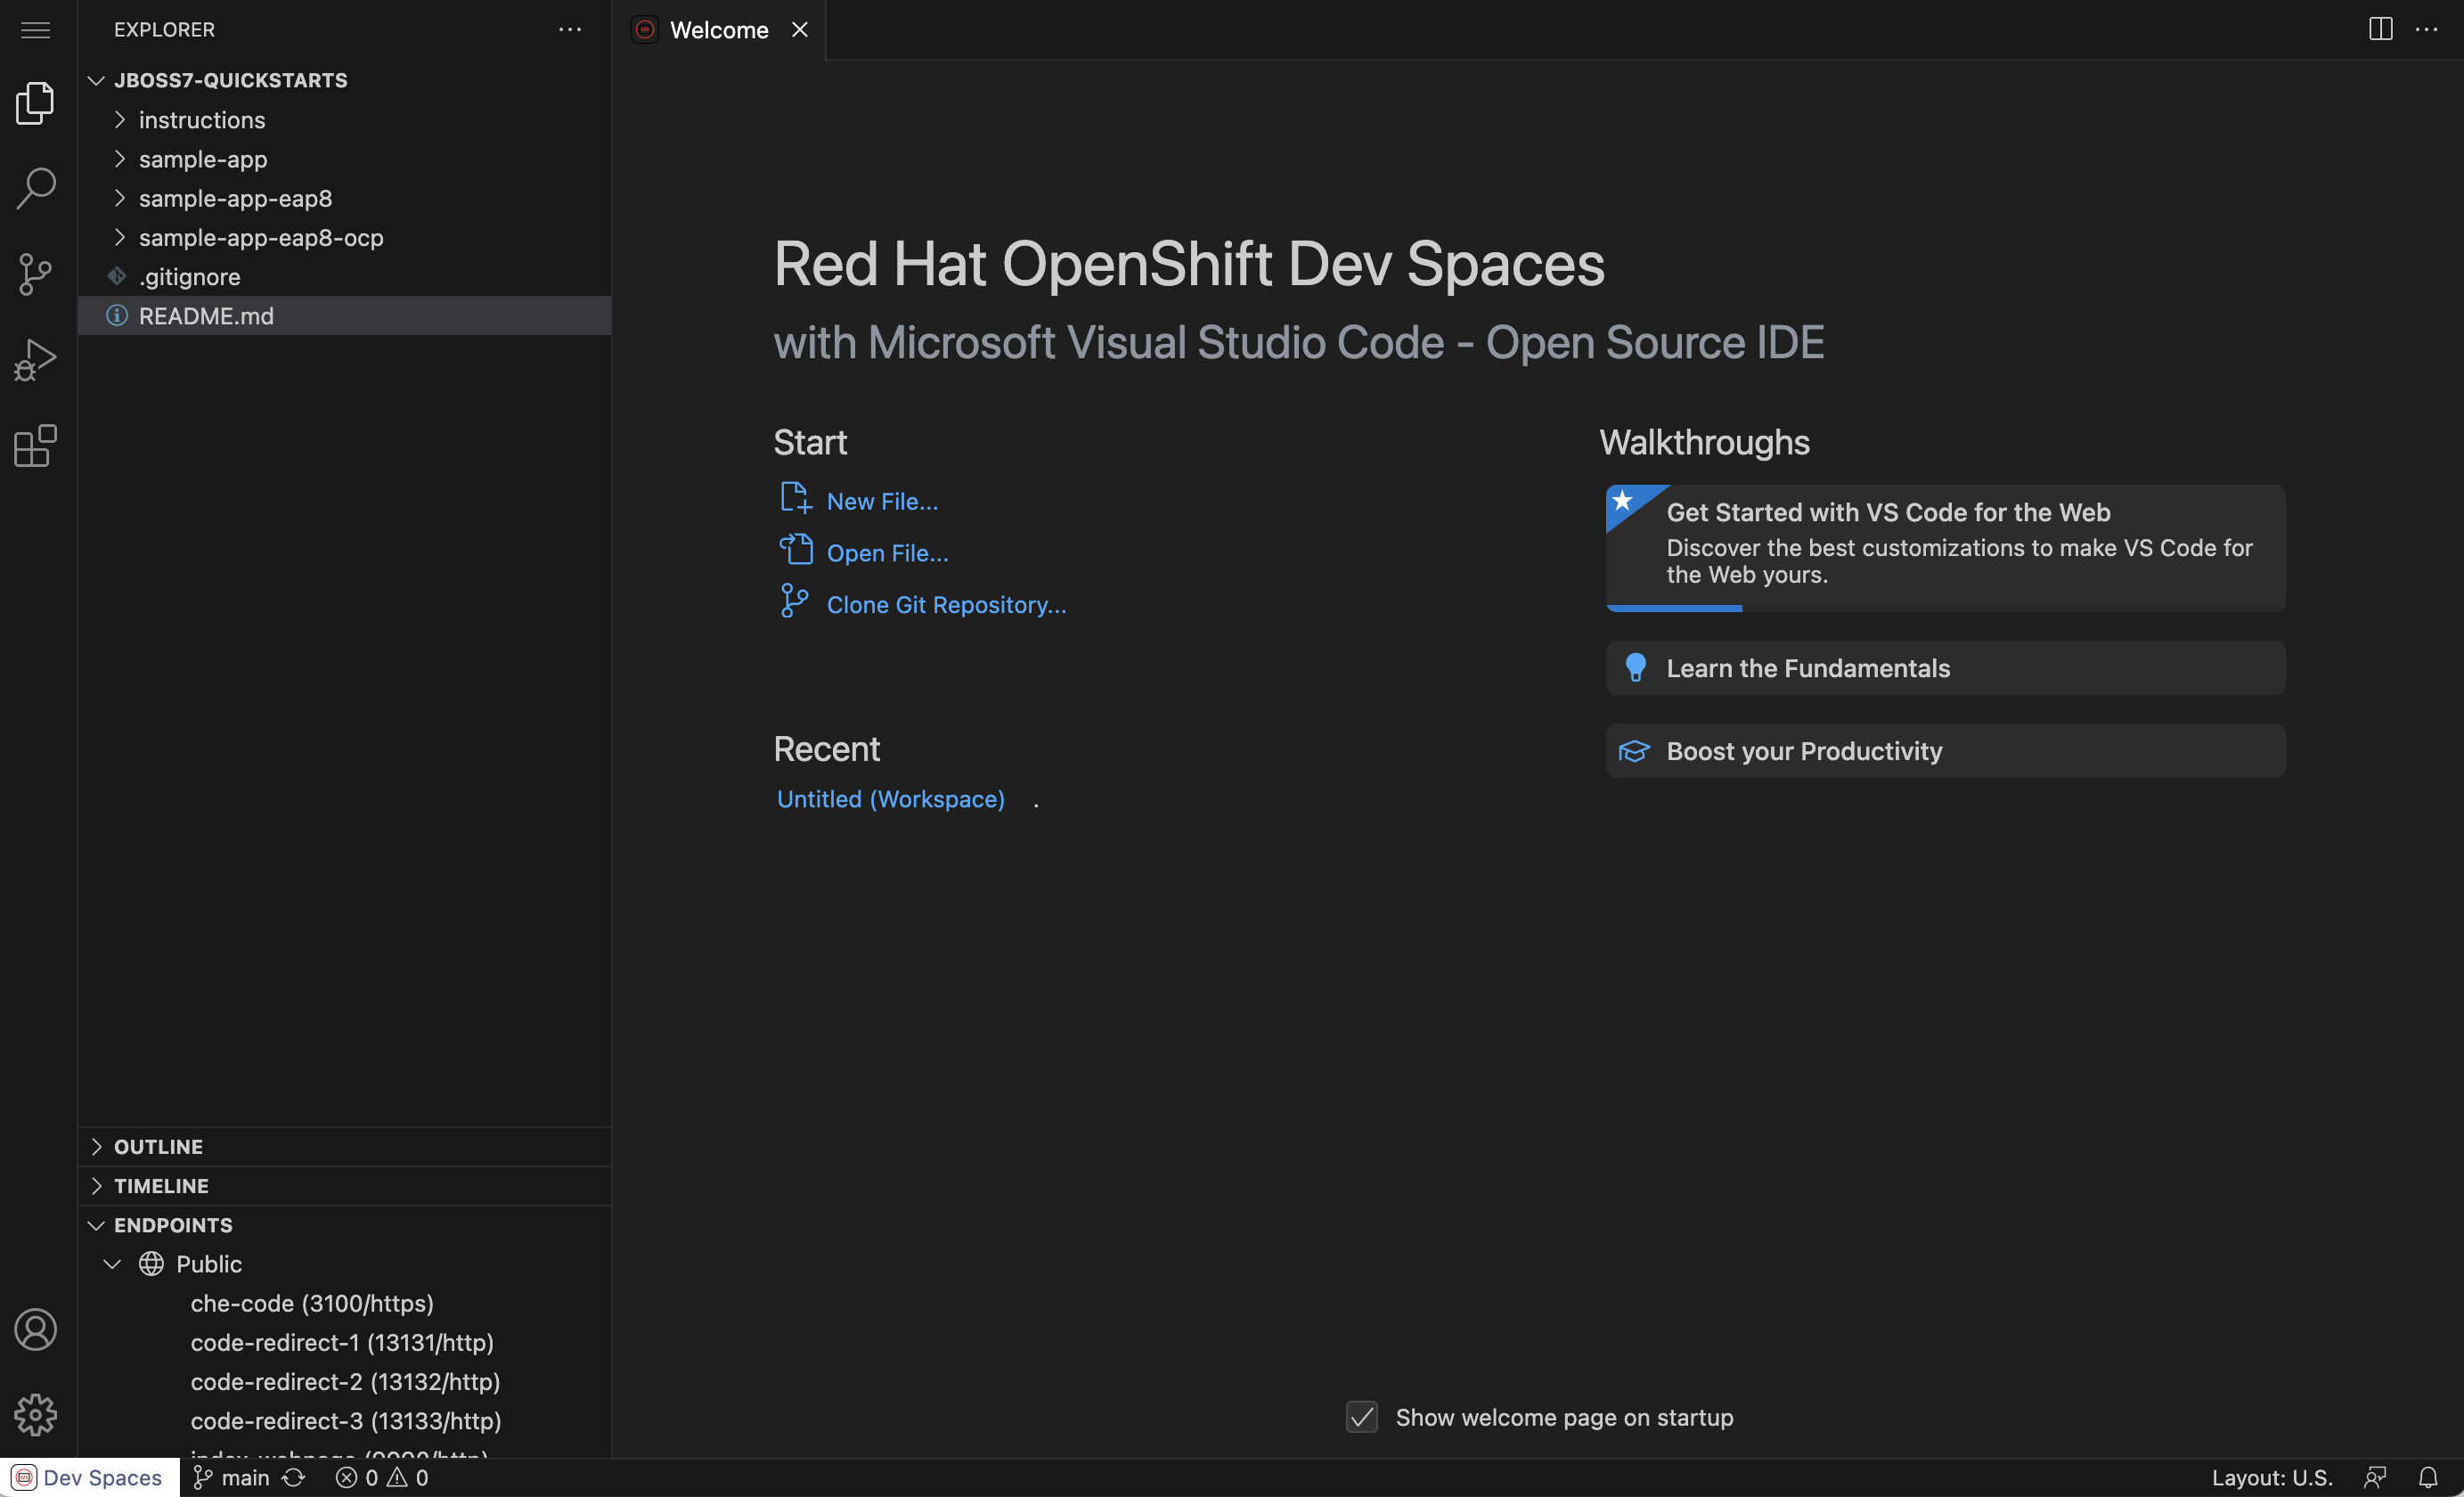 EXPLORER
Welcome
JBOSS7-QUICKSTARTS
instructions
sample-app
sample-app-eap8
sample-app-eap8-ocp
.gitignore
README.md
Red Hat OpenShift Dev Spaces
with Microsoft Visual Studio Code - Open Source IDE
Start
New File...
Open File...
Clone Git Repository...
Recent
Untitled (Workspace) .
Walkthroughs
Get Started with VS Code for the Web
Discover the best customizations to make VS Code for
the Web yours.
Learn the Fundamentals
Boost your Productivity
OUTLINE
TIMELINE
ENDPOINTS
Public
che-code (3100/https)
code-redirect-1 (13131/http)
code-redirect-2 (13132/http)
code-redirect-3 (13133/http)
Show welcome page on startup
Dev Spaces
main
0
0
Layout: U.S.